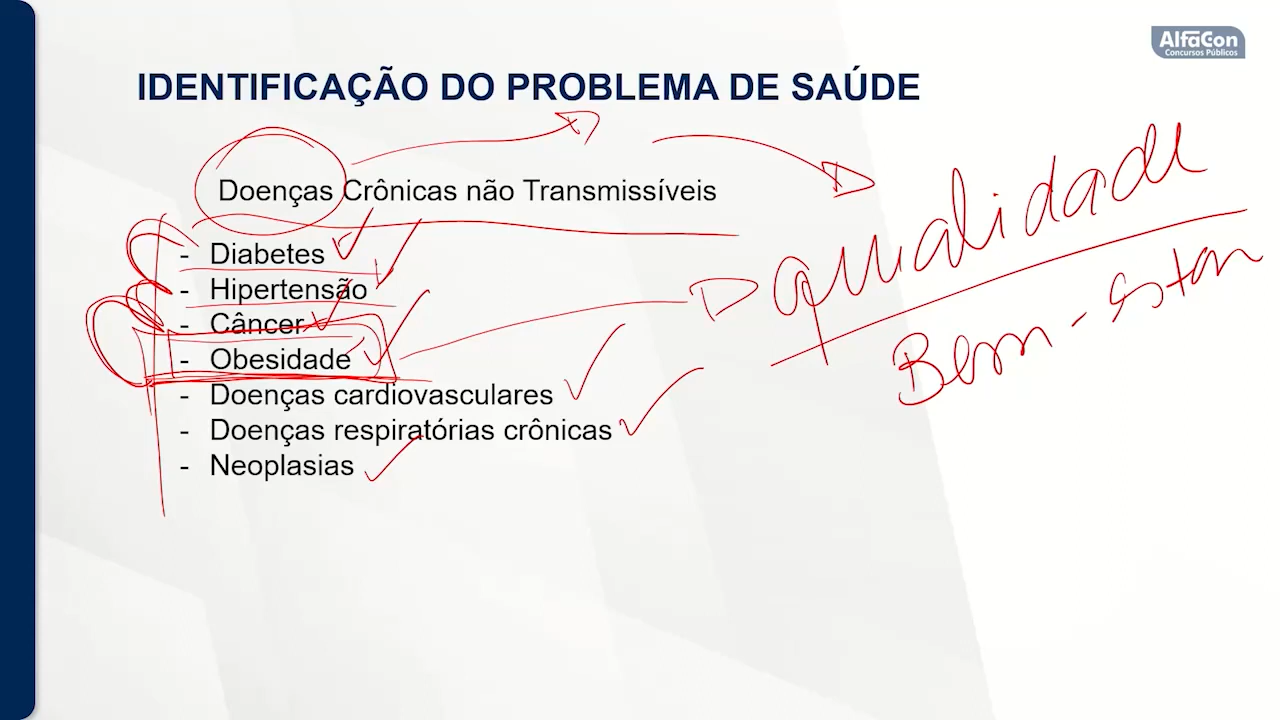 AlfaCon
Concursos Públicos
IDENTIFICAÇÃO DO PROBLEMA DE SAÚDE
Doenças Crônicas não Transmissíveis
- Diabetes
- Hipertensão
- Câncer
- Obesidade
- Doenças cardiovasculares
- Doenças respiratórias crônicas
- Neoplasias
qualidade
Bem-Estar